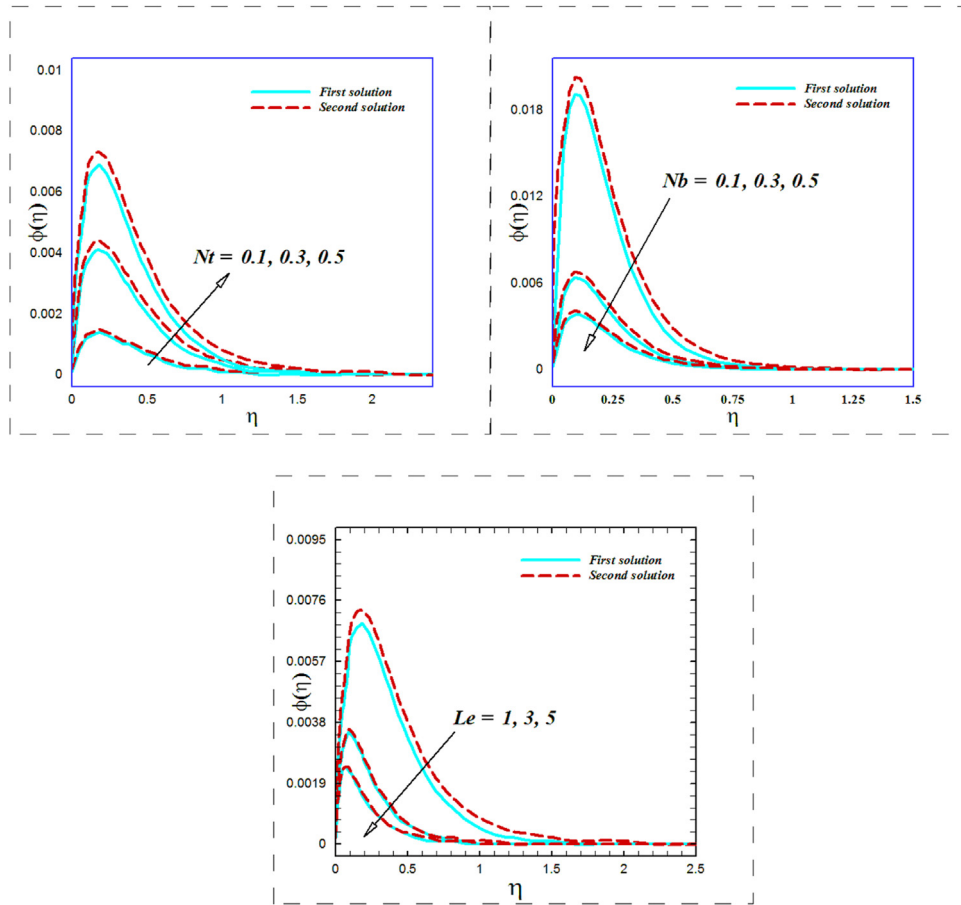 0.01
0.008
0.006
0.004
0.002
0
ϕ(η)
First solution
Second solution
Nt = 0.1, 0.3, 0.5
0 0.5 1 1.5 2
η
0.018
0.012
0.006
0
ϕ(η)
First solution
Second solution
Nb = 0.1, 0.3, 0.5
0 0.25 0.5 0.75 1 1.25 1.5
η
0.0095
0.0076
0.0057
0.0038
0.0019
0
ϕ(η)
First solution
Second solution
Le = 1, 3, 5
0 0.5 1 1.5 2 2.5
η